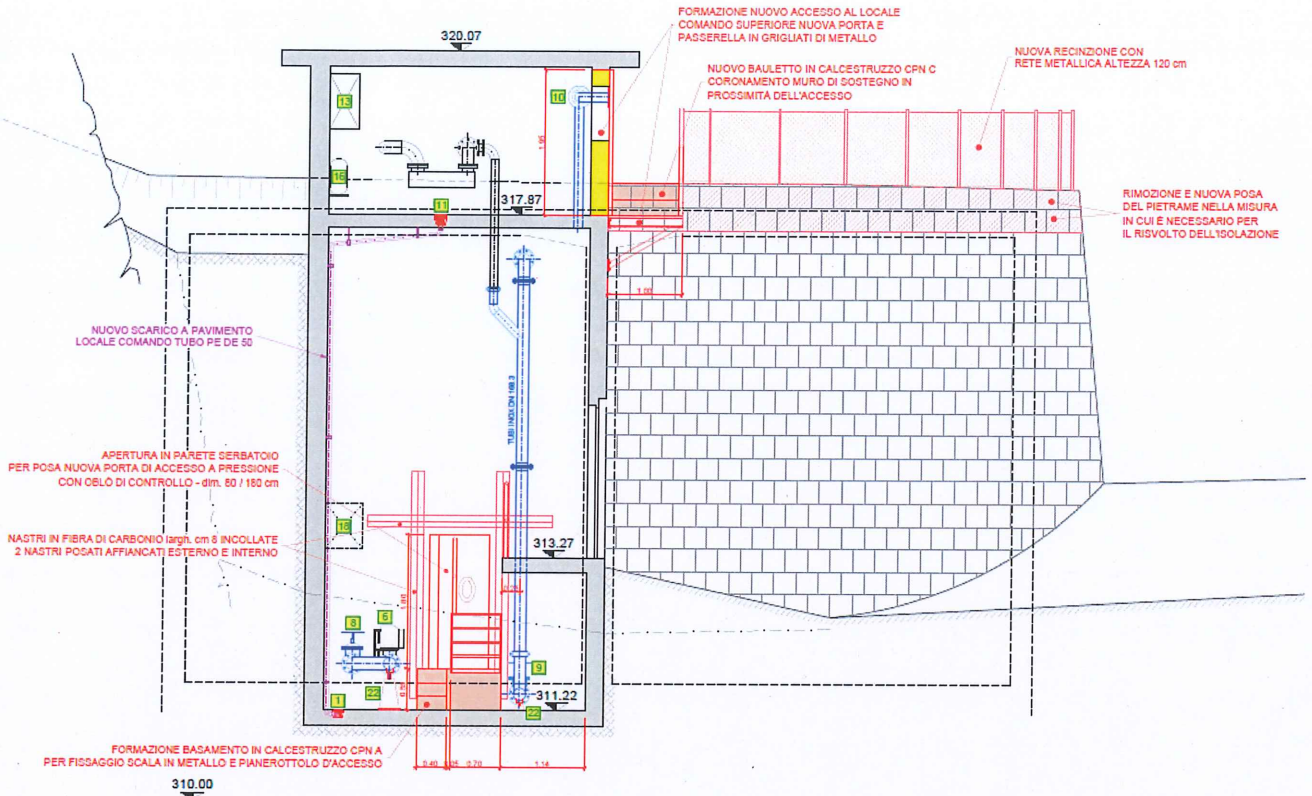 FORMAZIONE NUOVO ACCESSO AL LOCALE
COMANDO SUPERIORE NUOVA PORTA E
PASSERELLA IN GRIGLIATI DI METALLO
320.07
NUOVA RECINZIONE CON
RETE METALLICA ALTEZZA 120 cm
NUOVO BAULETTO IN CALCESTRUZZO CPN C
CORONAMENTO MURO DI SOSTEGNO IN
PROSSIMITÀ DELL'ACCESSO
13
10
1.95
16
11
317.87
RIMOZIONE E NUOVA POSA
DEL PIETRAME NELLA MISURA
IN CUI È NECESSARIO PER
IL RISVOLTO DELL'ISOLAZIONE
1.00
NUOVO SCARICO A PAVIMENTO
LOCALE COMANDO TUBO PE DE 50
TUBI INOX DN 168.3
APERTURA IN PARETE SERBATOIO
PER POSA NUOVA PORTA DI ACCESSO A PRESSIONE
CON OBLÒ DI CONTROLLO - dim. 80 / 180 cm
18
NASTRI IN FIBRA DI CARBONIO largh. cm 8 INCOLLATE
2 NASTRI POSATI AFFIANCATI ESTERNO E INTERNO
313.27
8
6
9
23
1
311.22
22
FORMAZIONE BASAMENTO IN CALCESTRUZZO CPN A
PER FISSAGGIO SCALA IN METALLO E PIANEROTTOLO D'ACCESSO
0.40
0.70
1.14
310.00